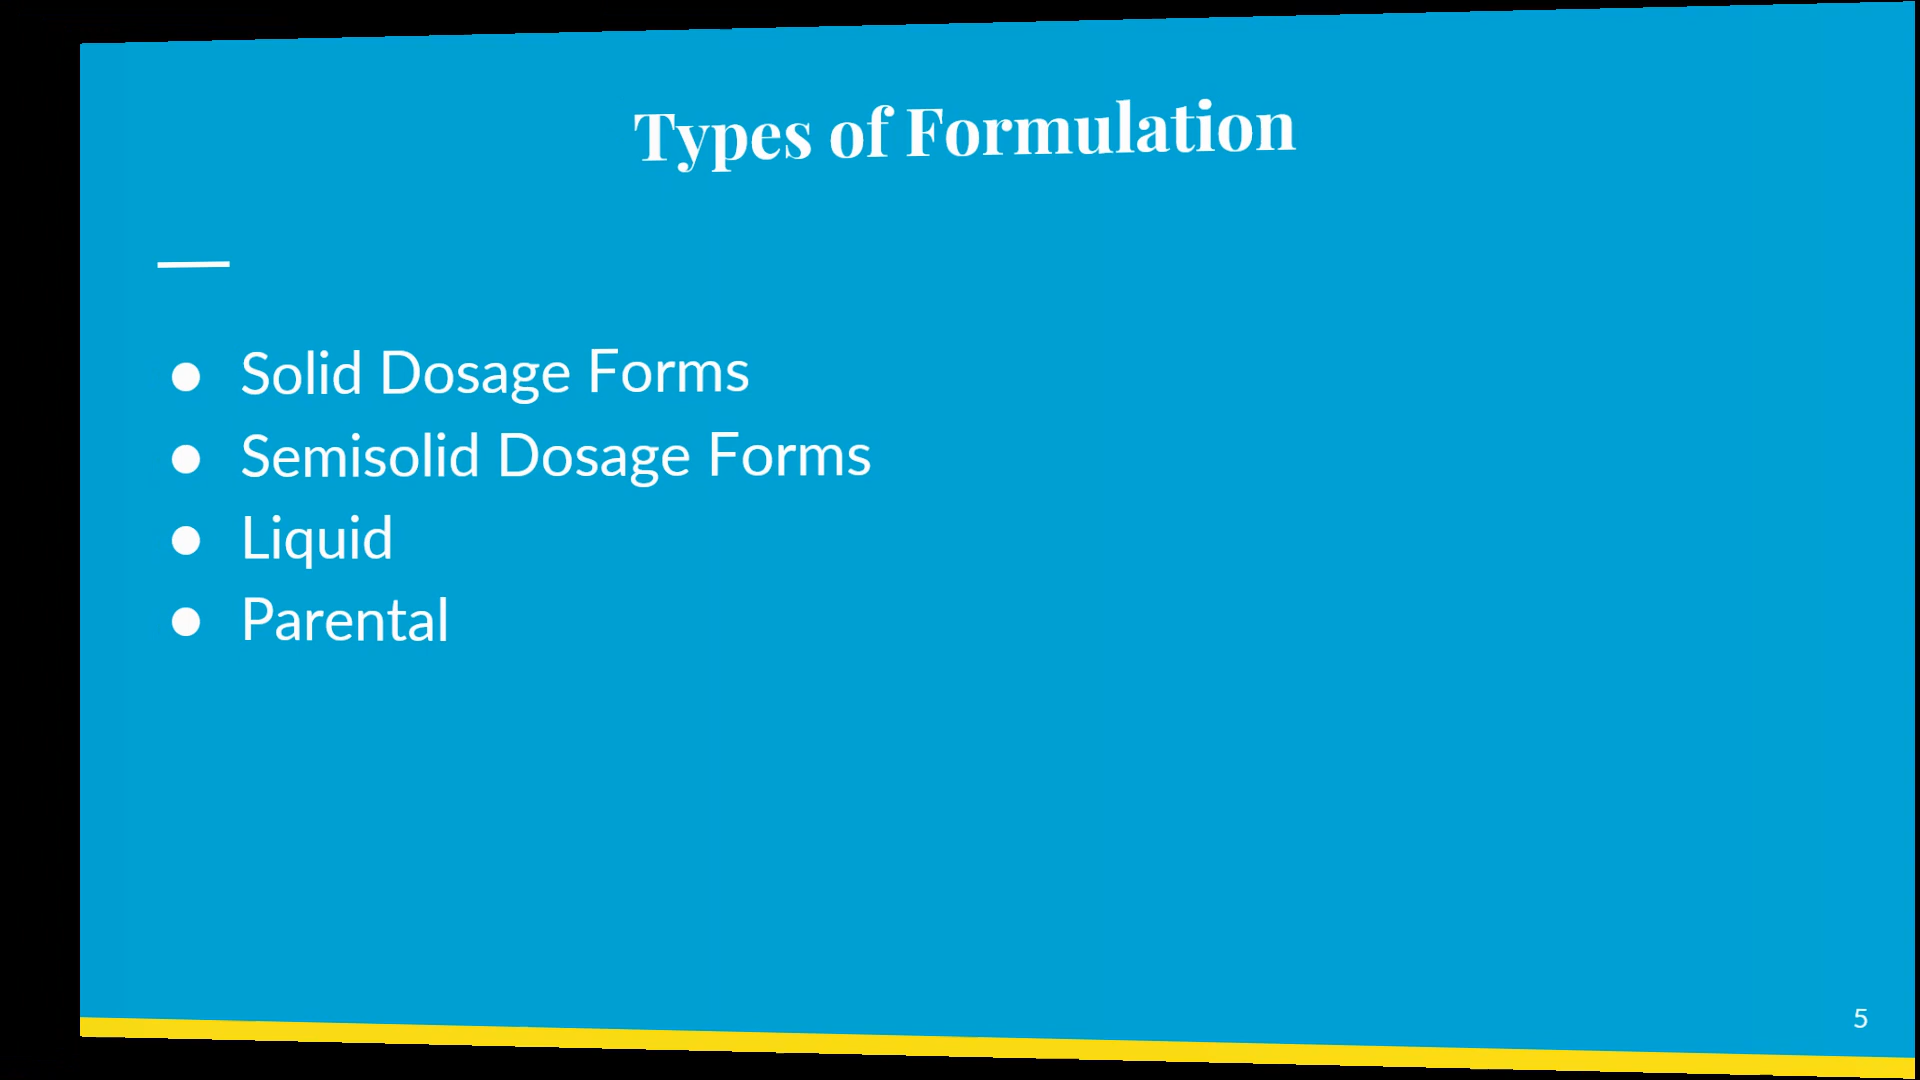 Types of Formulation
● Solid Dosage Forms
● Semisolid Dosage Forms
● Liquid
● Parental
5